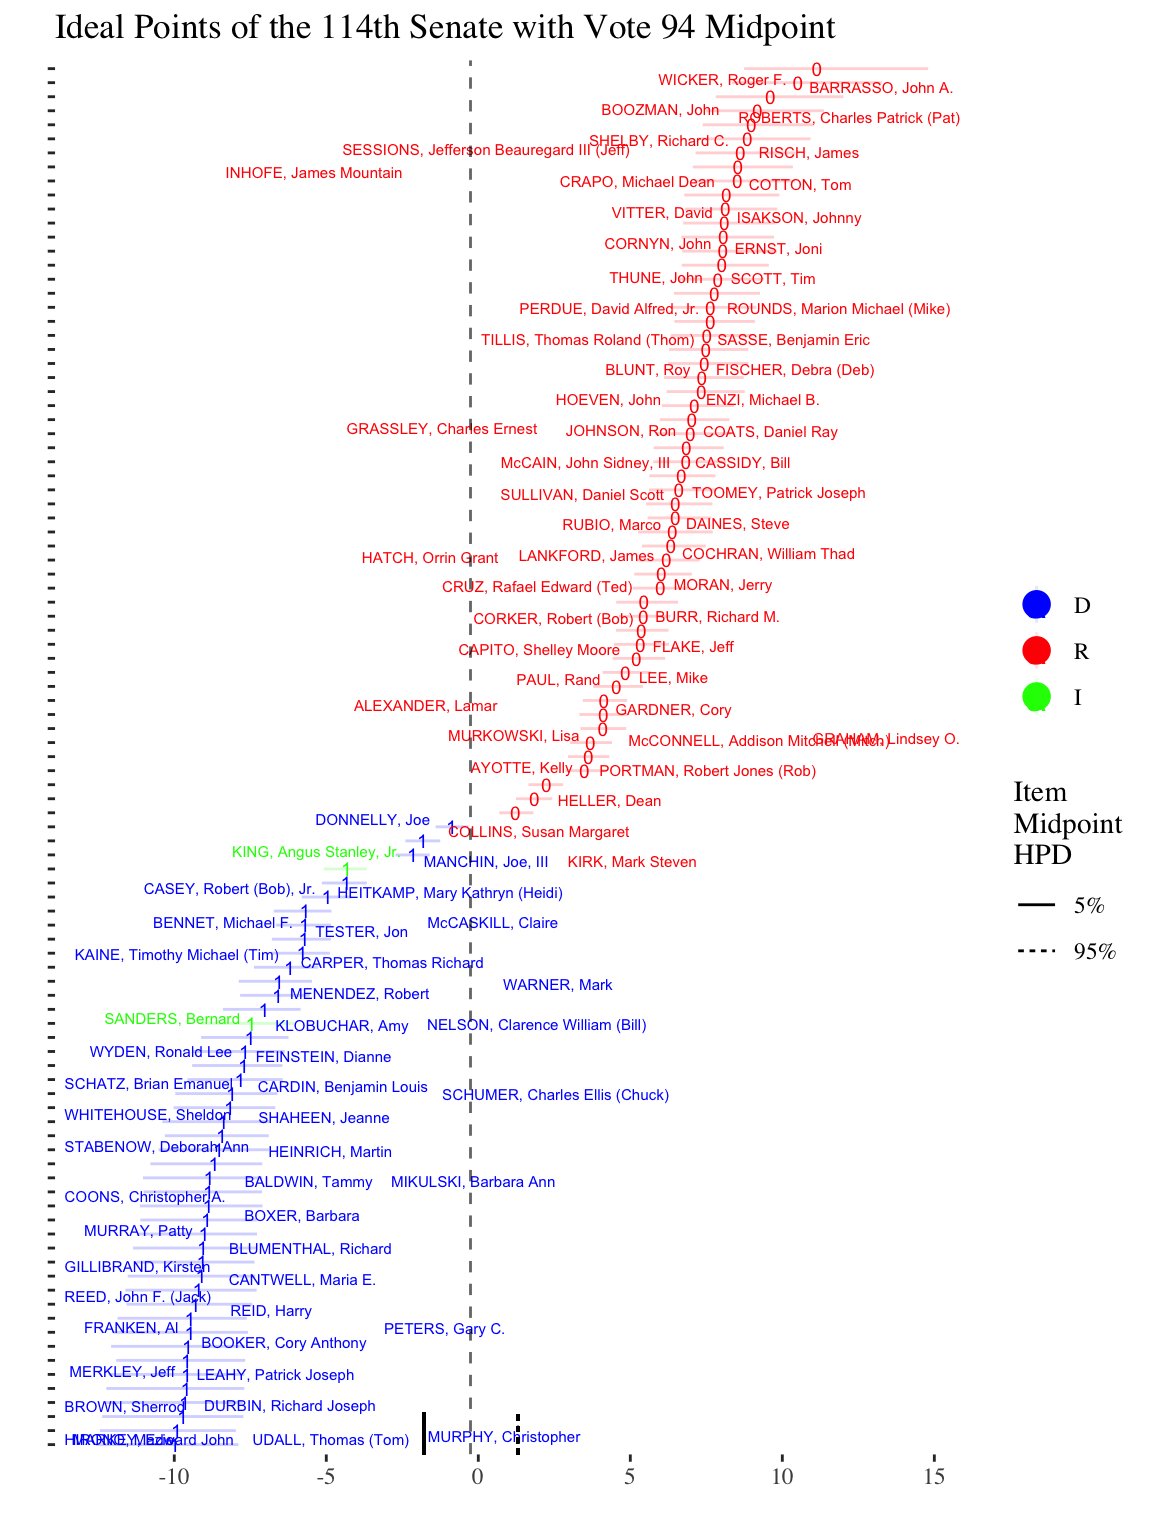 Ideal Points of the 114th Senate with Vote 94 Midpoint
WICKER, Roger F.
BARRASSO, John A.
BOOZMAN, John
ROBERTS, Charles Patrick (Pat)
SHELBY, Richard C.
SESSIONS, Jefferson Beauregard III (Jeff)
RISCH, James
INHOFE, James Mountain
CRAPO, Michael Dean
COTTON, Tom
VITTER, David
ISAKSON, Johnny
CORNYN, John
ERNST, Joni
THUNE, John
SCOTT, Tim
PERDUE, David Alfred, Jr.
ROUNDS, Marion Michael (Mike)
TILLIS, Thomas Roland (Thom)
SASSE, Benjamin Eric
BLUNT, Roy
FISCHER, Debra (Deb)
HOEVEN, John
ENZI, Michael B.
GRASSLEY, Charles Ernest
JOHNSON, Ron
COATS, Daniel Ray
McCAIN, John Sidney, III
CASSIDY, Bill
SULLIVAN, Daniel Scott
TOOMEY, Patrick Joseph
RUBIO, Marco
DAINES, Steve
HATCH, Orrin Grant
LANKFORD, James
COCHRAN, William Thad
CRUZ, Rafael Edward (Ted)
MORAN, Jerry
CORKER, Robert (Bob)
BURR, Richard M.
CAPITO, Shelley Moore
FLAKE, Jeff
PAUL, Rand
LEE, Mike
ALEXANDER, Lamar
GARDNER, Cory
MURKOWSKI, Lisa
McCONNELL, Addison Mitchell (Mitch)
GRAHAM, Lindsey O.
AYOTTE, Kelly
PORTMAN, Robert Jones (Rob)
HELLER, Dean
DONNELLY, Joe
COLLINS, Susan Margaret
KING, Angus Stanley, Jr.
MANCHIN, Joe, III
KIRK, Mark Steven
CASEY, Robert (Bob), Jr.
HEITKAMP, Mary Kathryn (Heidi)
BENNET, Michael F.
TESTER, Jon
McCASKILL, Claire
KAINE, Timothy Michael (Tim)
CARPER, Thomas Richard
WARNER, Mark
MENENDEZ, Robert
SANDERS, Bernard
KLOBUCHAR, Amy
NELSON, Clarence William (Bill)
WYDEN, Ronald Lee
FEINSTEIN, Dianne
SCHATZ, Brian Emanuel
CARDIN, Benjamin Louis
SCHUMER, Charles Ellis (Chuck)
WHITEHOUSE, Sheldon
SHAHEEN, Jeanne
STABENOW, Deborah Ann
HEINRICH, Martin
BALDWIN, Tammy
MIKULSKI, Barbara Ann
COONS, Christopher A.
BOXER, Barbara
MURRAY, Patty
BLUMENTHAL, Richard
GILLIBRAND, Kirsten
CANTWELL, Maria E.
REED, John F. (Jack)
REID, Harry
FRANKEN, Al
PETERS, Gary C.
BOOKER, Cory Anthony
MERKLEY, Jeff
LEAHY, Patrick Joseph
BROWN, Sherrod
DURBIN, Richard Joseph
MARKEY, Edward John
UDALL, Thomas (Tom)
MURPHY, Christopher
-10
-5
0
5
10
15
D
R
I
Item
Midpoint
HPD
5%
95%